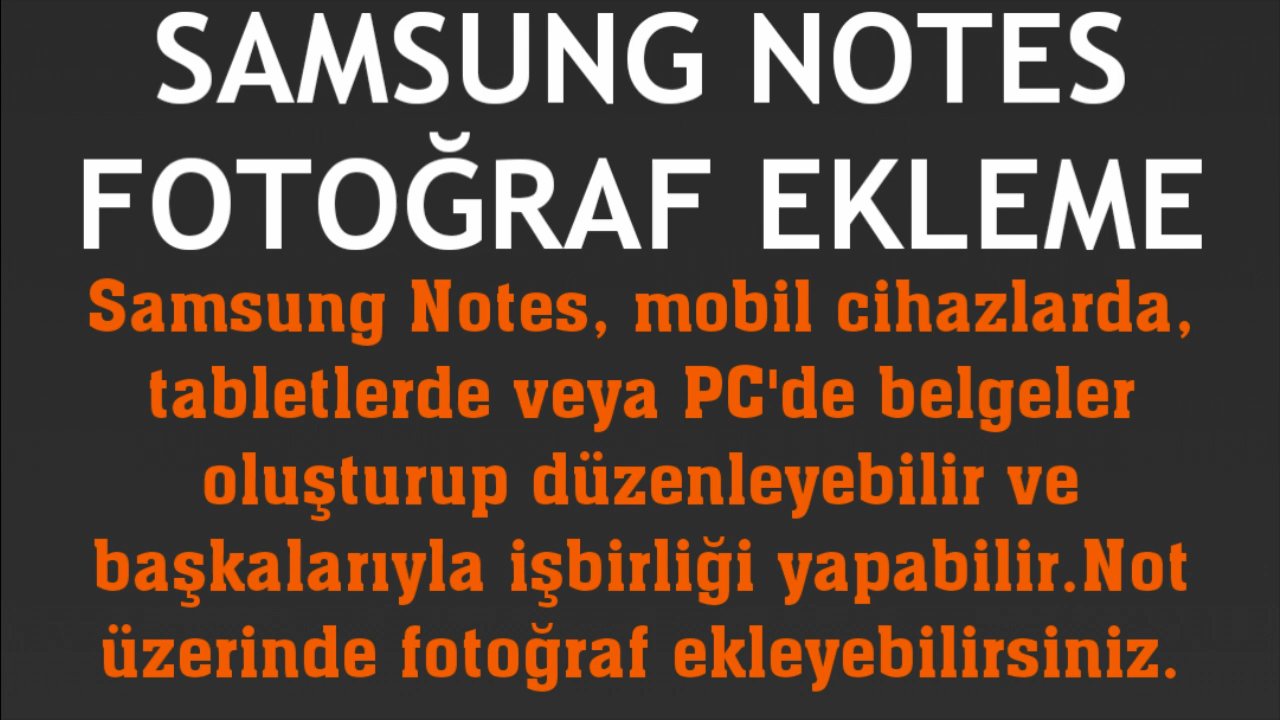 SAMSUNG NOTES
FOTOĞRAF EKLEME
Samsung Notes, mobil cihazlarda,
tabletlerde veya PC'de belgeler
oluşturup düzenleyebilir ve
başkalarıyla işbirliği yapabilir.Not
üzerinde fotoğraf ekleyebilirsiniz.